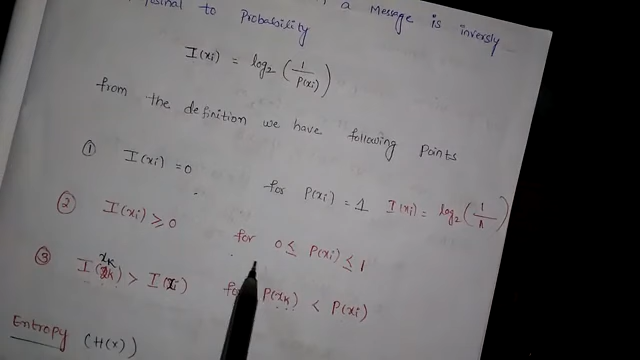 a Message is inversly
to Probability
I(xi) = log2 (1/P(xi))
from the definition we have following points
① I(xi) = 0 for P(xi) = 1 I(xi) = log2 (1/1)
② I(xi) ≥ 0 for 0 ≤ P(xi) ≤ 1
③ I(xk) > I(xi) for P(xk) < P(xi)
Entropy (H(x))